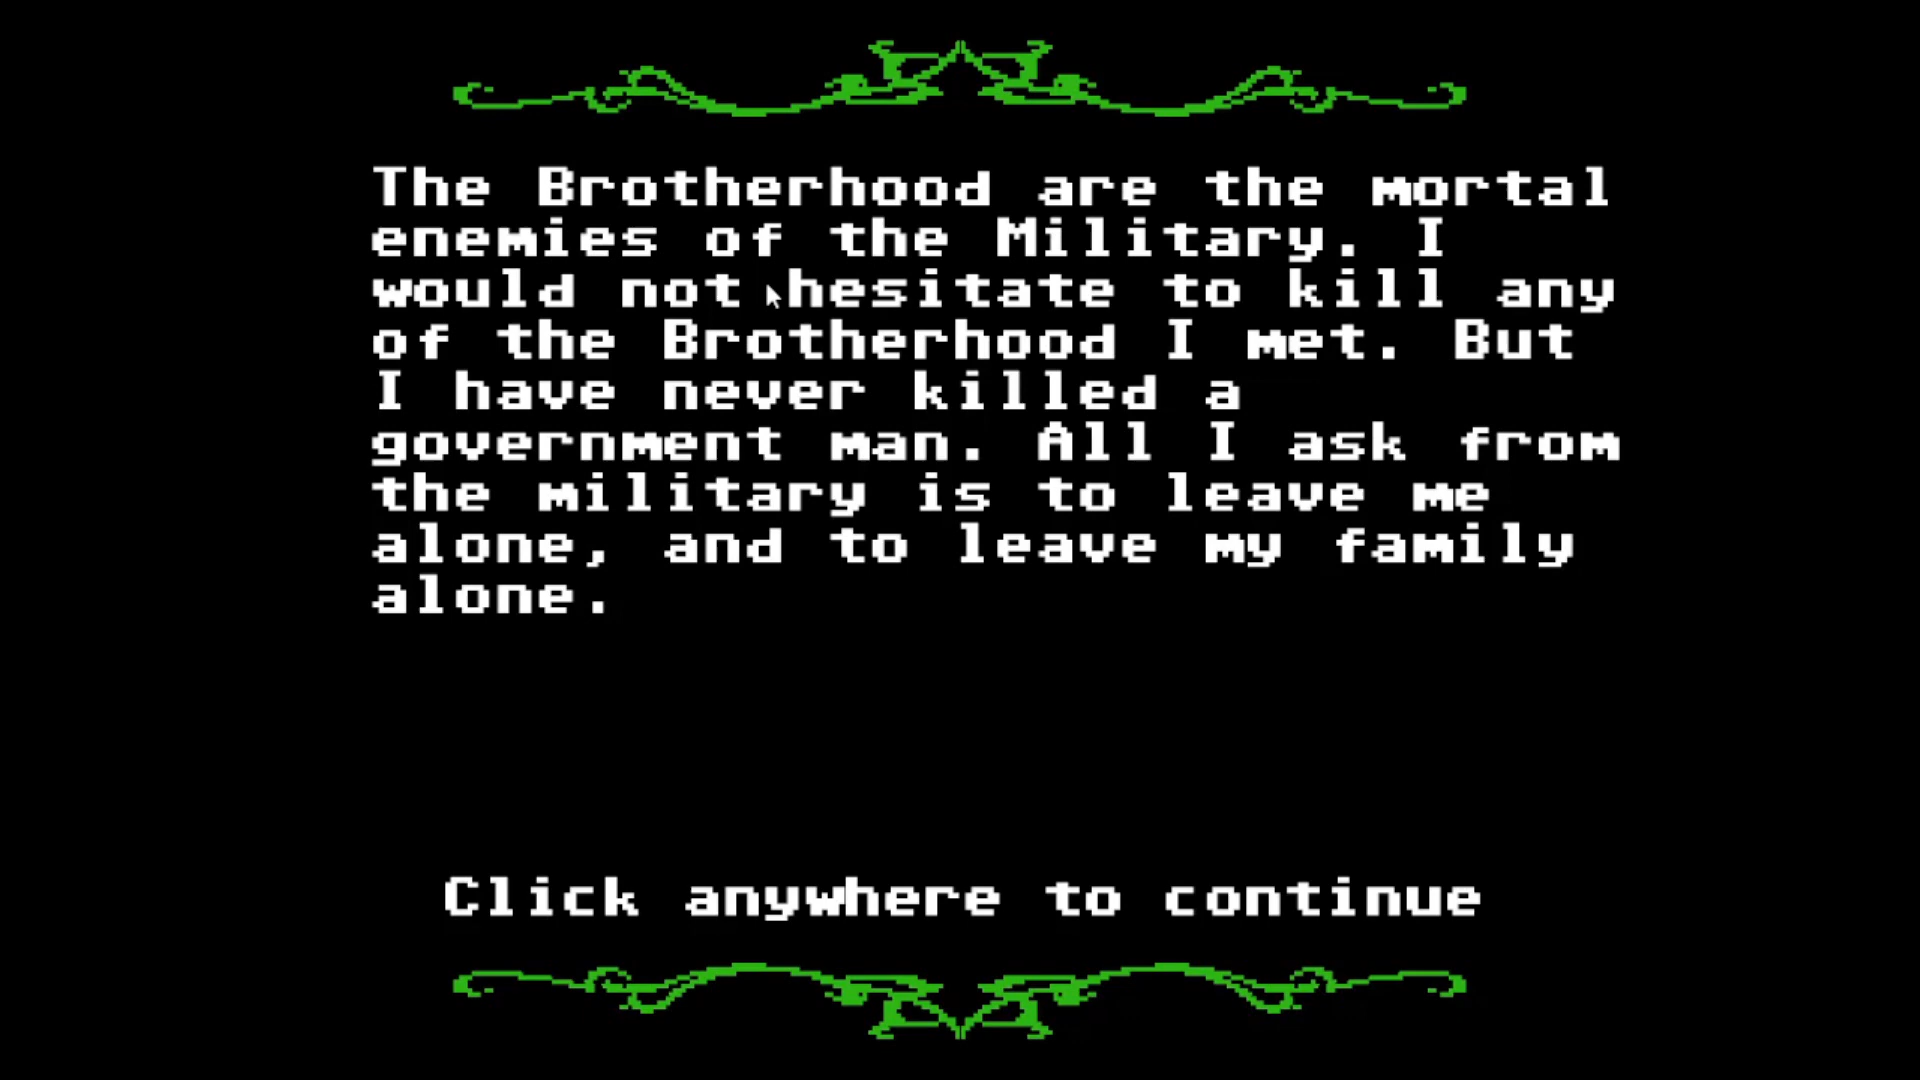 The Brotherhood are the mortal
enemies of the Military. I
would not hesitate to kill any
of the Brotherhood I met. But
I have never killed a
government man. All I ask from
the military is to leave me
alone, and to leave my family
alone.
Click anywhere to continue